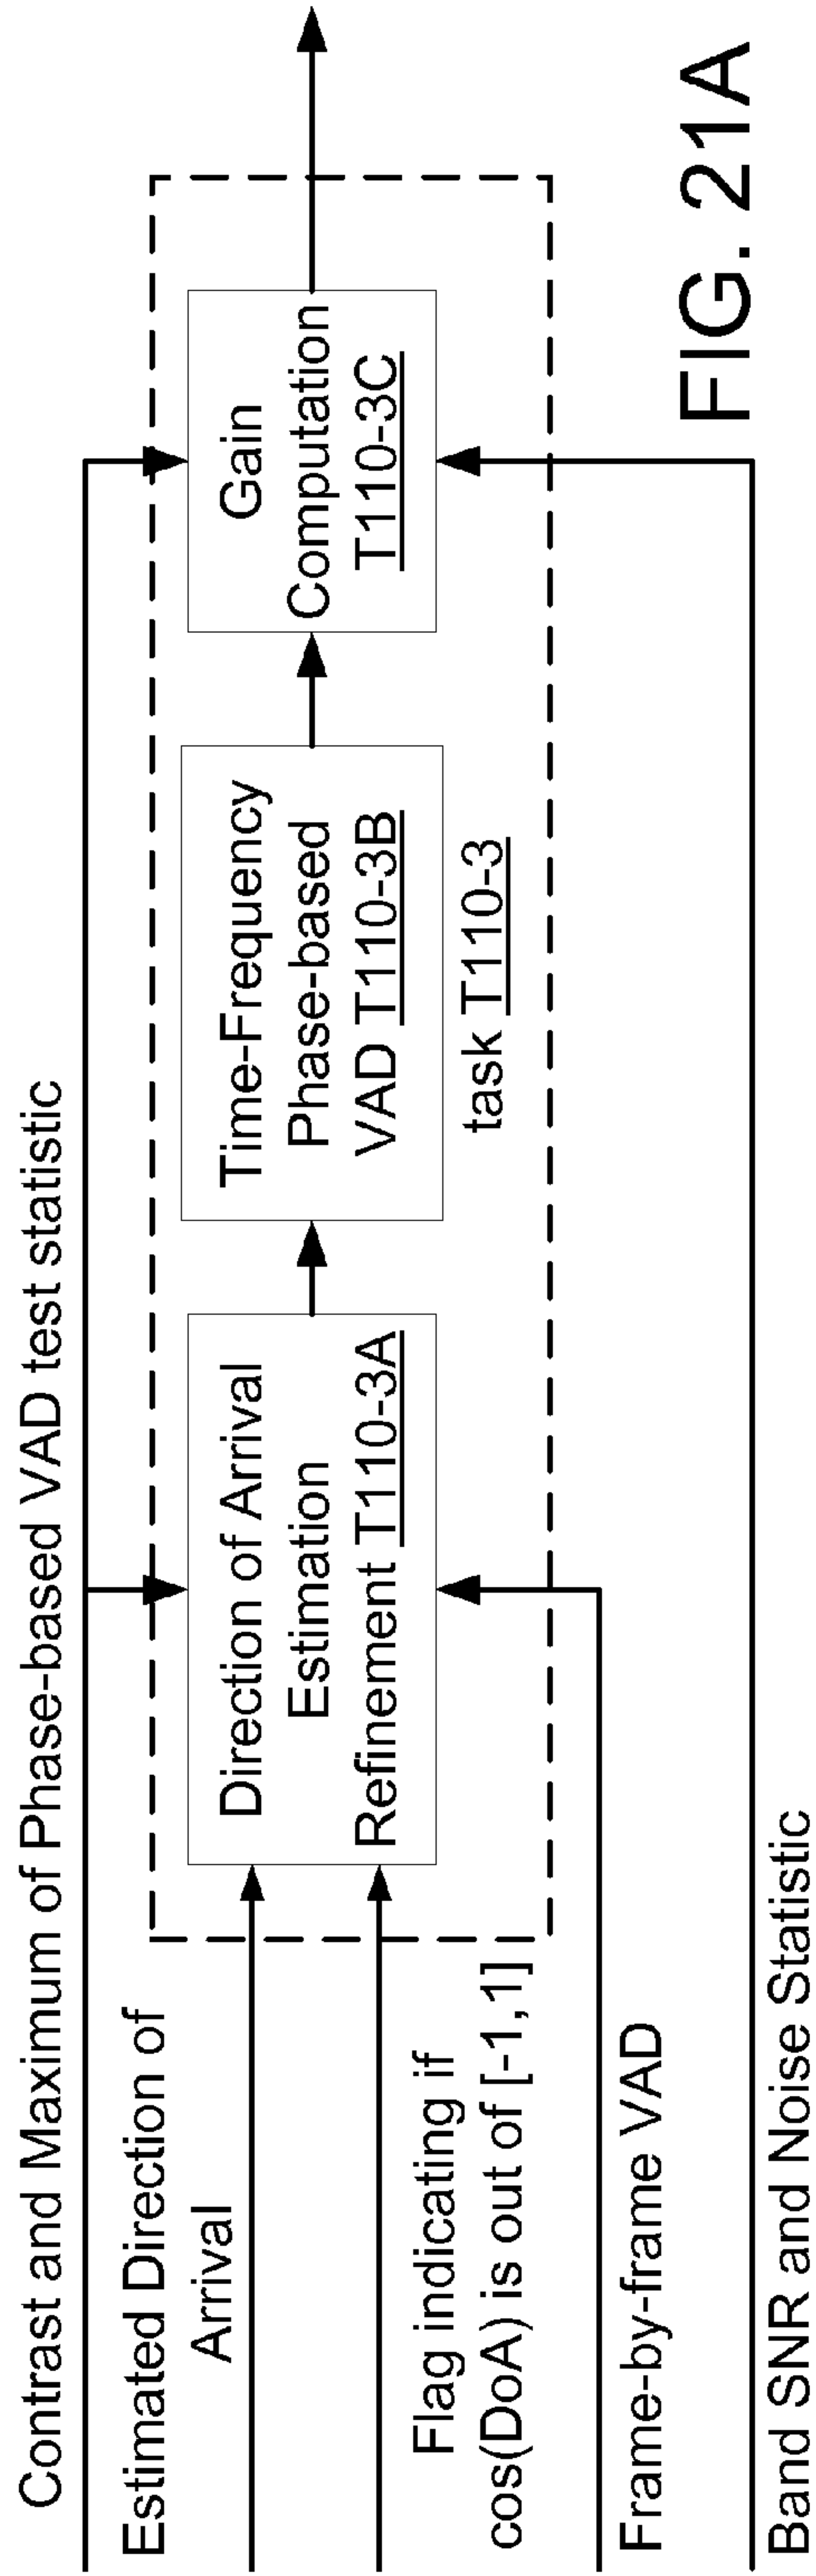 Contrast and Maximum of Phase-based VAD test statistic
Estimated Direction of
Arrival
Flag indicating if
cos(DoA) is out of [-1,1]
Frame-by-frame VAD
Band SNR and Noise Statistic
Direction of Arrival
Estimation
Refinement T110-3A
Time-Frequency
Phase-based
VAD T110-3B
task T110-3
Gain
Computation
T110-3C
FIG. 21A